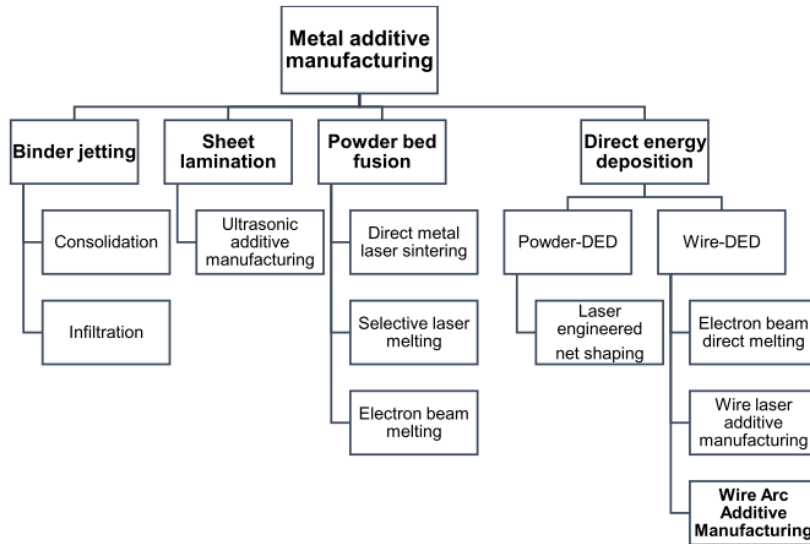 Metal additive
manufacturing
Binder jetting
Sheet
lamination
Powder bed
fusion
Direct energy
deposition
Consolidation
Infiltration
Ultrasonic
additive
manufacturing
Direct metal
laser sintering
Selective laser
melting
Electron beam
melting
Powder-DED
Laser
engineered
net shaping
Wire-DED
Electron beam
direct melting
Wire laser
additive
manufacturing
Wire Arc
Additive
Manufacturing